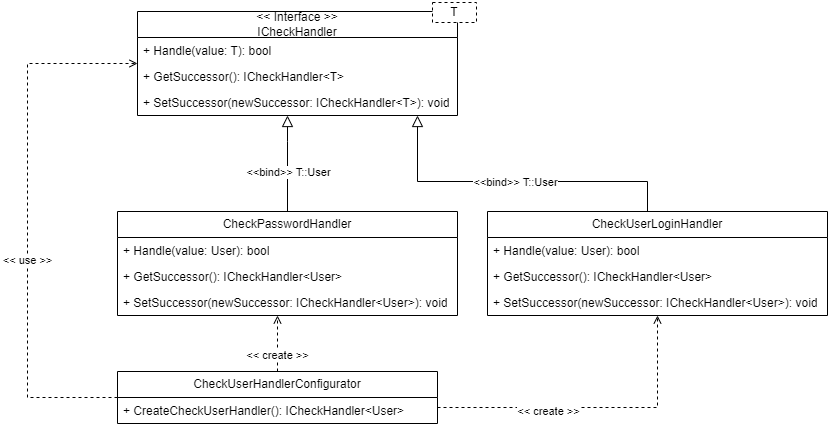 << Interface >>
T
ICheckHandler
+ Handle(value: T): bool
+ GetSuccessor(): ICheckHandler<T>
+ SetSuccessor(newSuccessor: ICheckHandler<T>): void
<<bind>> T::User
<<bind>> T::User
CheckPasswordHandler
+ Handle(value: User): bool
+ GetSuccessor(): ICheckHandler<User>
+ SetSuccessor(newSuccessor: ICheckHandler<User>): void
CheckUserLoginHandler
+ Handle(value: User): bool
+ GetSuccessor(): ICheckHandler<User>
+ SetSuccessor(newSuccessor: ICheckHandler<User>): void
<< use >>
<< create >>
CheckUserHandlerConfigurator
+ CreateCheckUserHandler(): ICheckHandler<User>
<< create >>